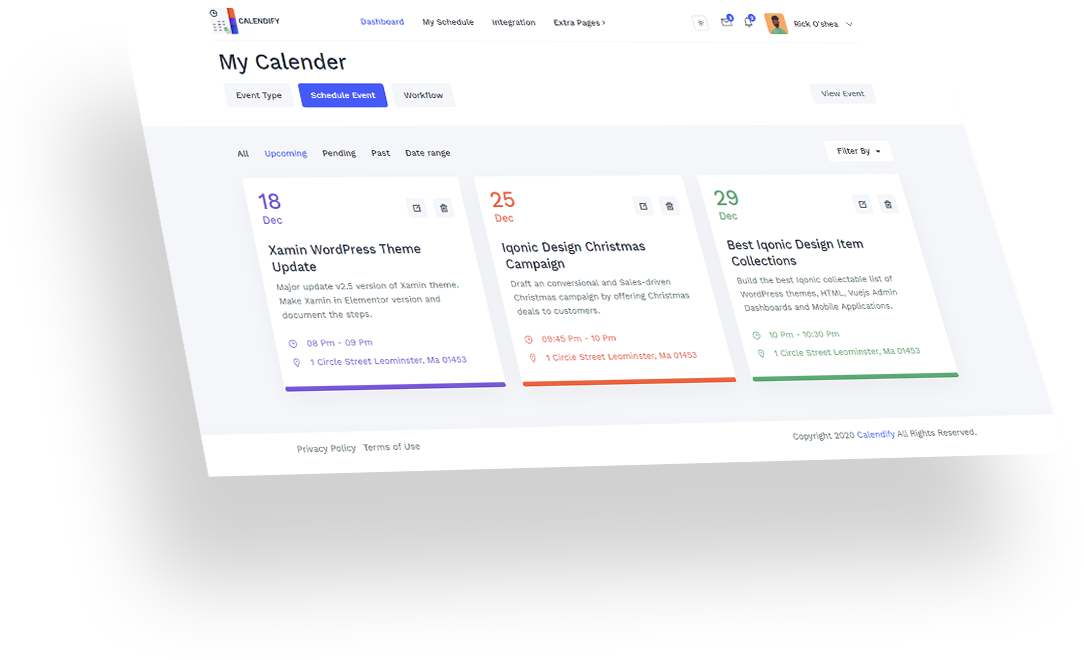 CALENDIFY
Dashboard My Schedule Integration Extra Pages
Rick O'shea
My Calender
Event Type Schedule Event Workflow
View Event
All Upcoming Pending Past Date range
Filter By
18
Dec
Xamin WordPress Theme
Update
Major update v2.5 version of Xamin theme.
Make Xamin in Elementor version and
document the steps.
08 Pm - 09 Pm
1 Circle Street Leominster, Ma 01453
25
Dec
Iqonic Design Christmas
Campaign
Draft an conversional and Sales-driven
Christmas campaign by offering Christmas
deals to customers.
09:45 Pm - 10 Pm
1 Circle Street Leominster, Ma 01453
29
Dec
Best Iqonic Design Item
Collections
Build the best Iqonic collectable list of
WordPress themes, HTML, Vuejs Admin
Dashboards and Mobile Applications.
10 Pm - 10:30 Pm
1 Circle Street Leominster, Ma 01453
Privacy Policy Terms of Use
Copyright 2020 Calendify All Rights Reserved.